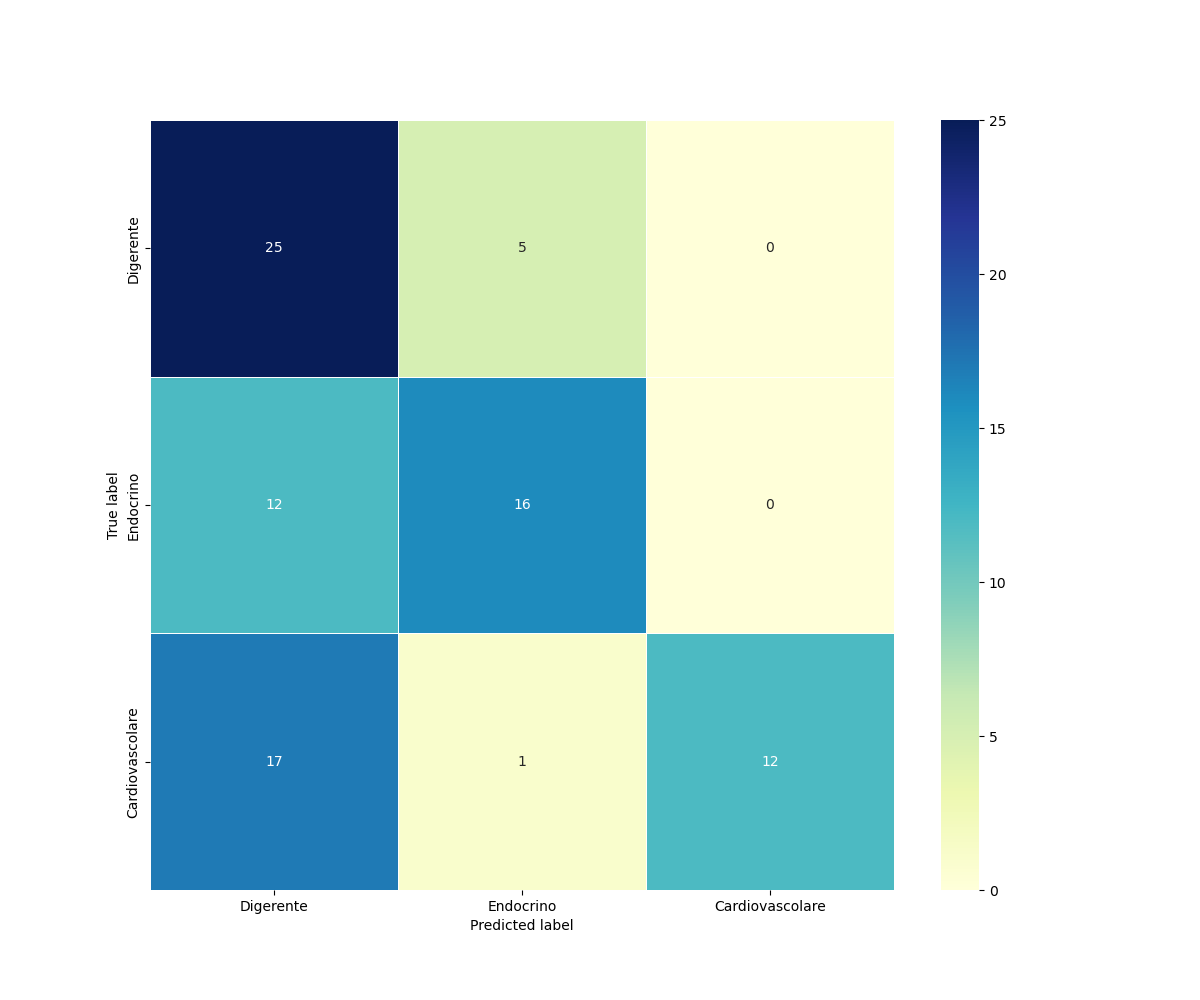 Digerente
25
5
0
True label
Endocrino
12
16
0
Cardiovascolare
17
1
12
Digerente
Endocrino
Cardiovascolare
Predicted label
25
20
15
10
5
0